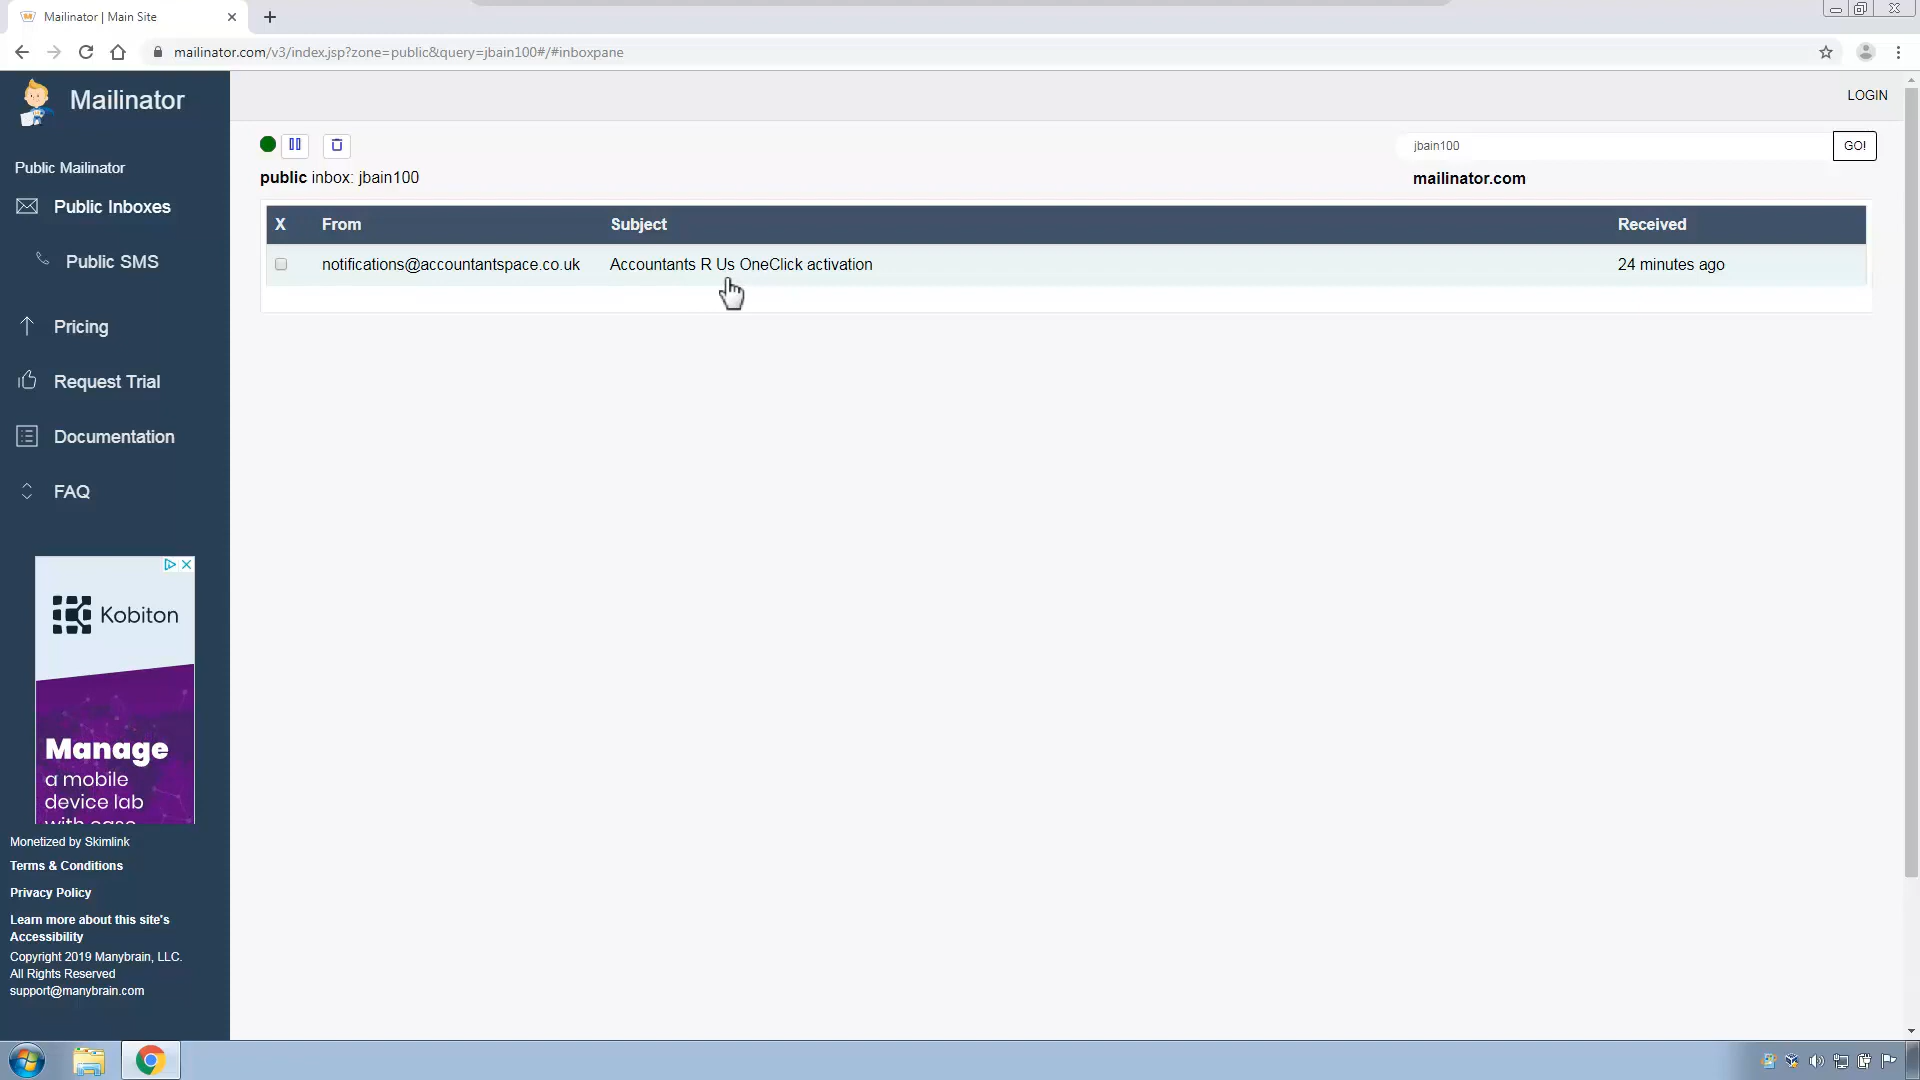 Mailinator | Main Site
mailinator.com/v3/index.jsp?zone=public&query=jbain100#/#inboxpane
Mailinator
LOGIN
jbain100
GO!
public inbox: jbain100
mailinator.com
Public Mailinator
Public Inboxes
Public SMS
Pricing
Request Trial
Documentation
FAQ
X From Subject Received
notifications@accountantspace.co.uk Accountants R Us OneClick activation 24 minutes ago
Kobiton
Manage
a mobile
device lab
with ease
Monetized by Skimlink
Terms & Conditions
Privacy Policy
Learn more about this site's
Accessibility
Copyright 2019 Manybrain, LLC.
All Rights Reserved
support@manybrain.com